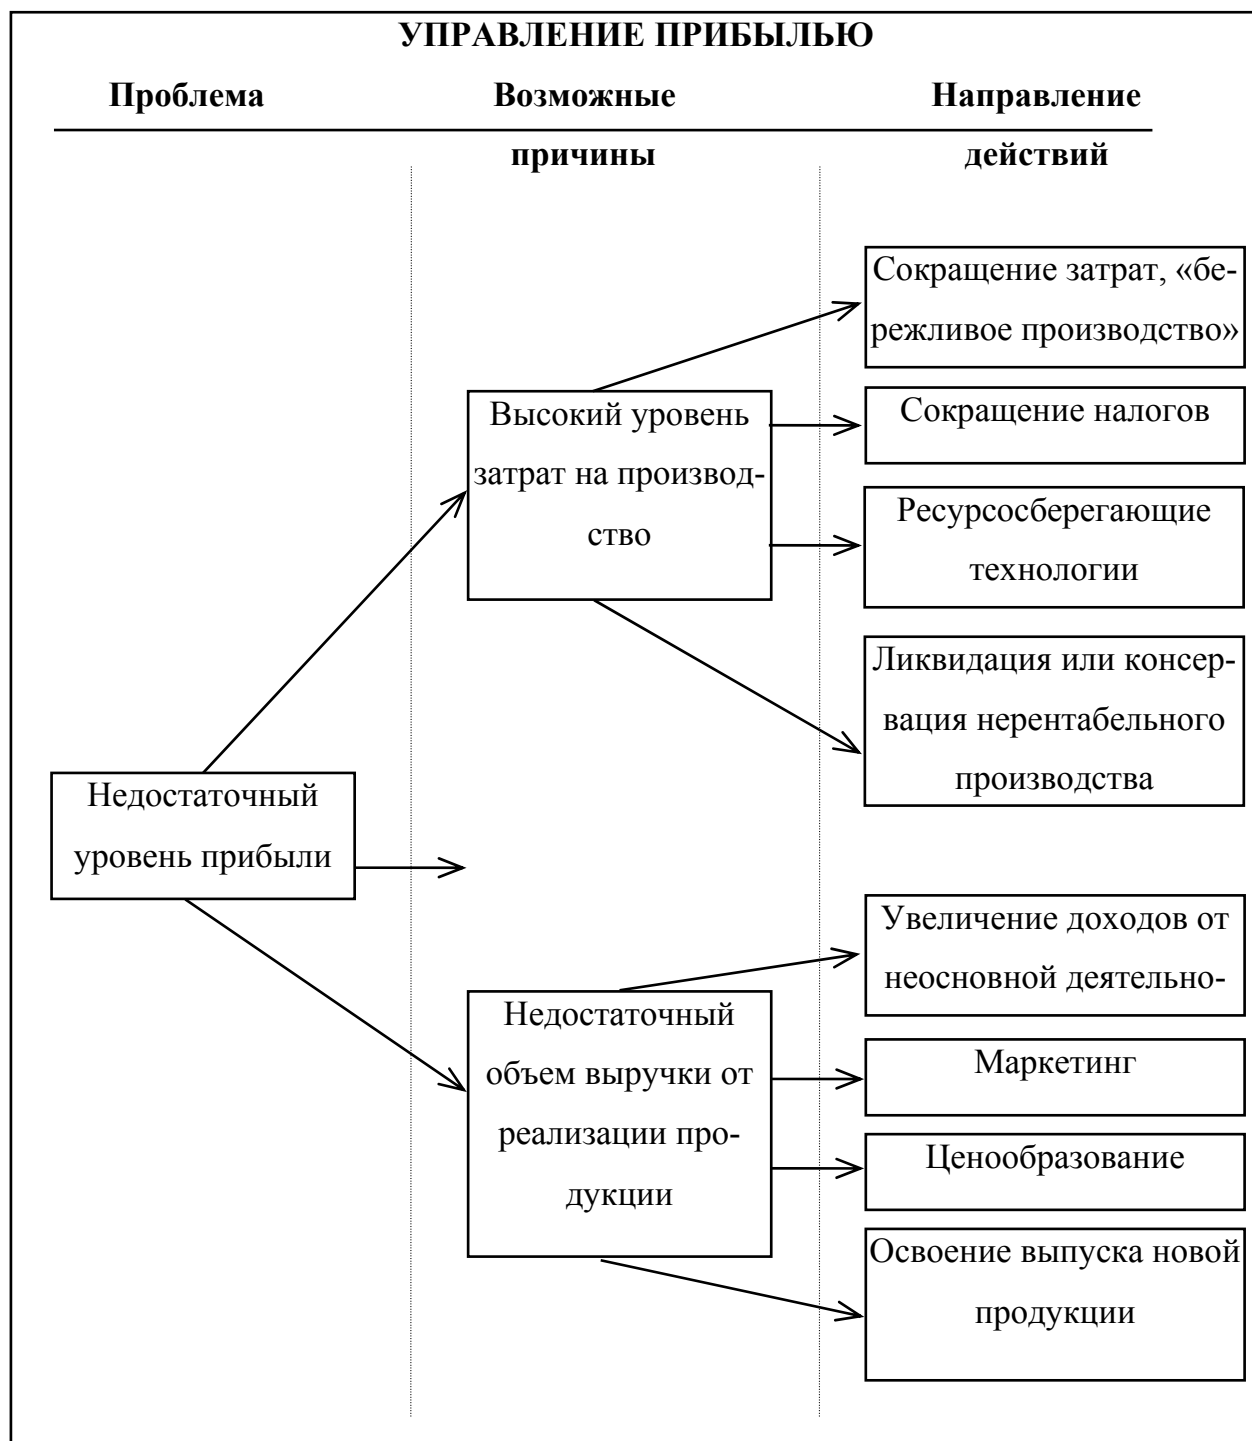 УПРАВЛЕНИЕ ПРИБЫЛЬЮ
Проблема
Возможные
причины
Направление
действий
Сокращение затрат, «бе-
режливое производство»
Высокий уровень
затрат на производ-
ство
Сокращение налогов
Ресурсосберегающие
технологии
Ликвидация или консер-
вация нерентабельного
производства
Недостаточный
уровень прибыли
Увеличение доходов от
неосновной деятельно-
Недостаточный
объем выручки от
реализации про-
дукции
Маркетинг
Ценообразование
Освоение выпуска новой
продукции